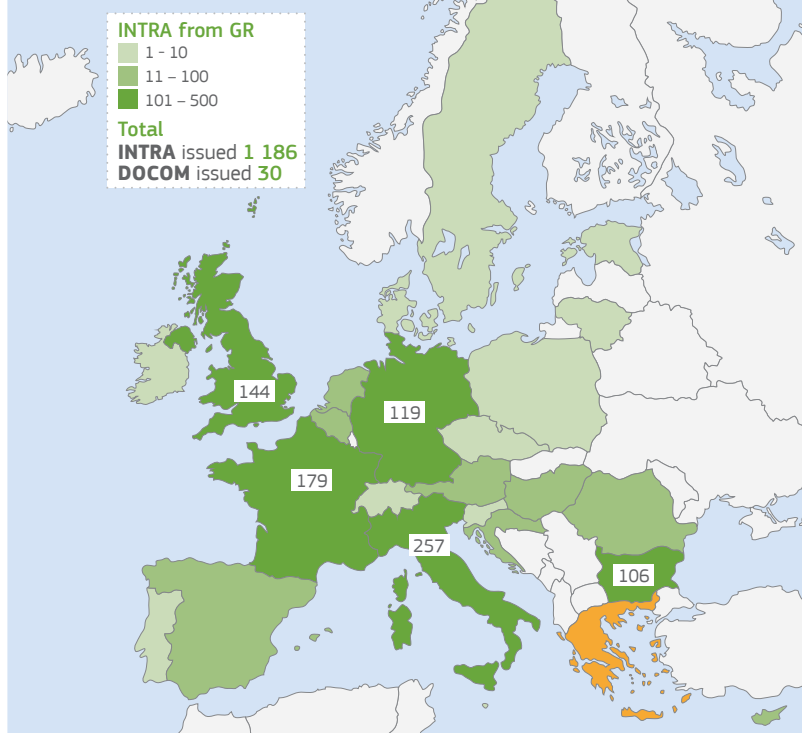 INTRA from GR
1 - 10
11 – 100
101 – 500
Total
INTRA issued 1 186
DOCOM issued 30
144
119
179
257
106